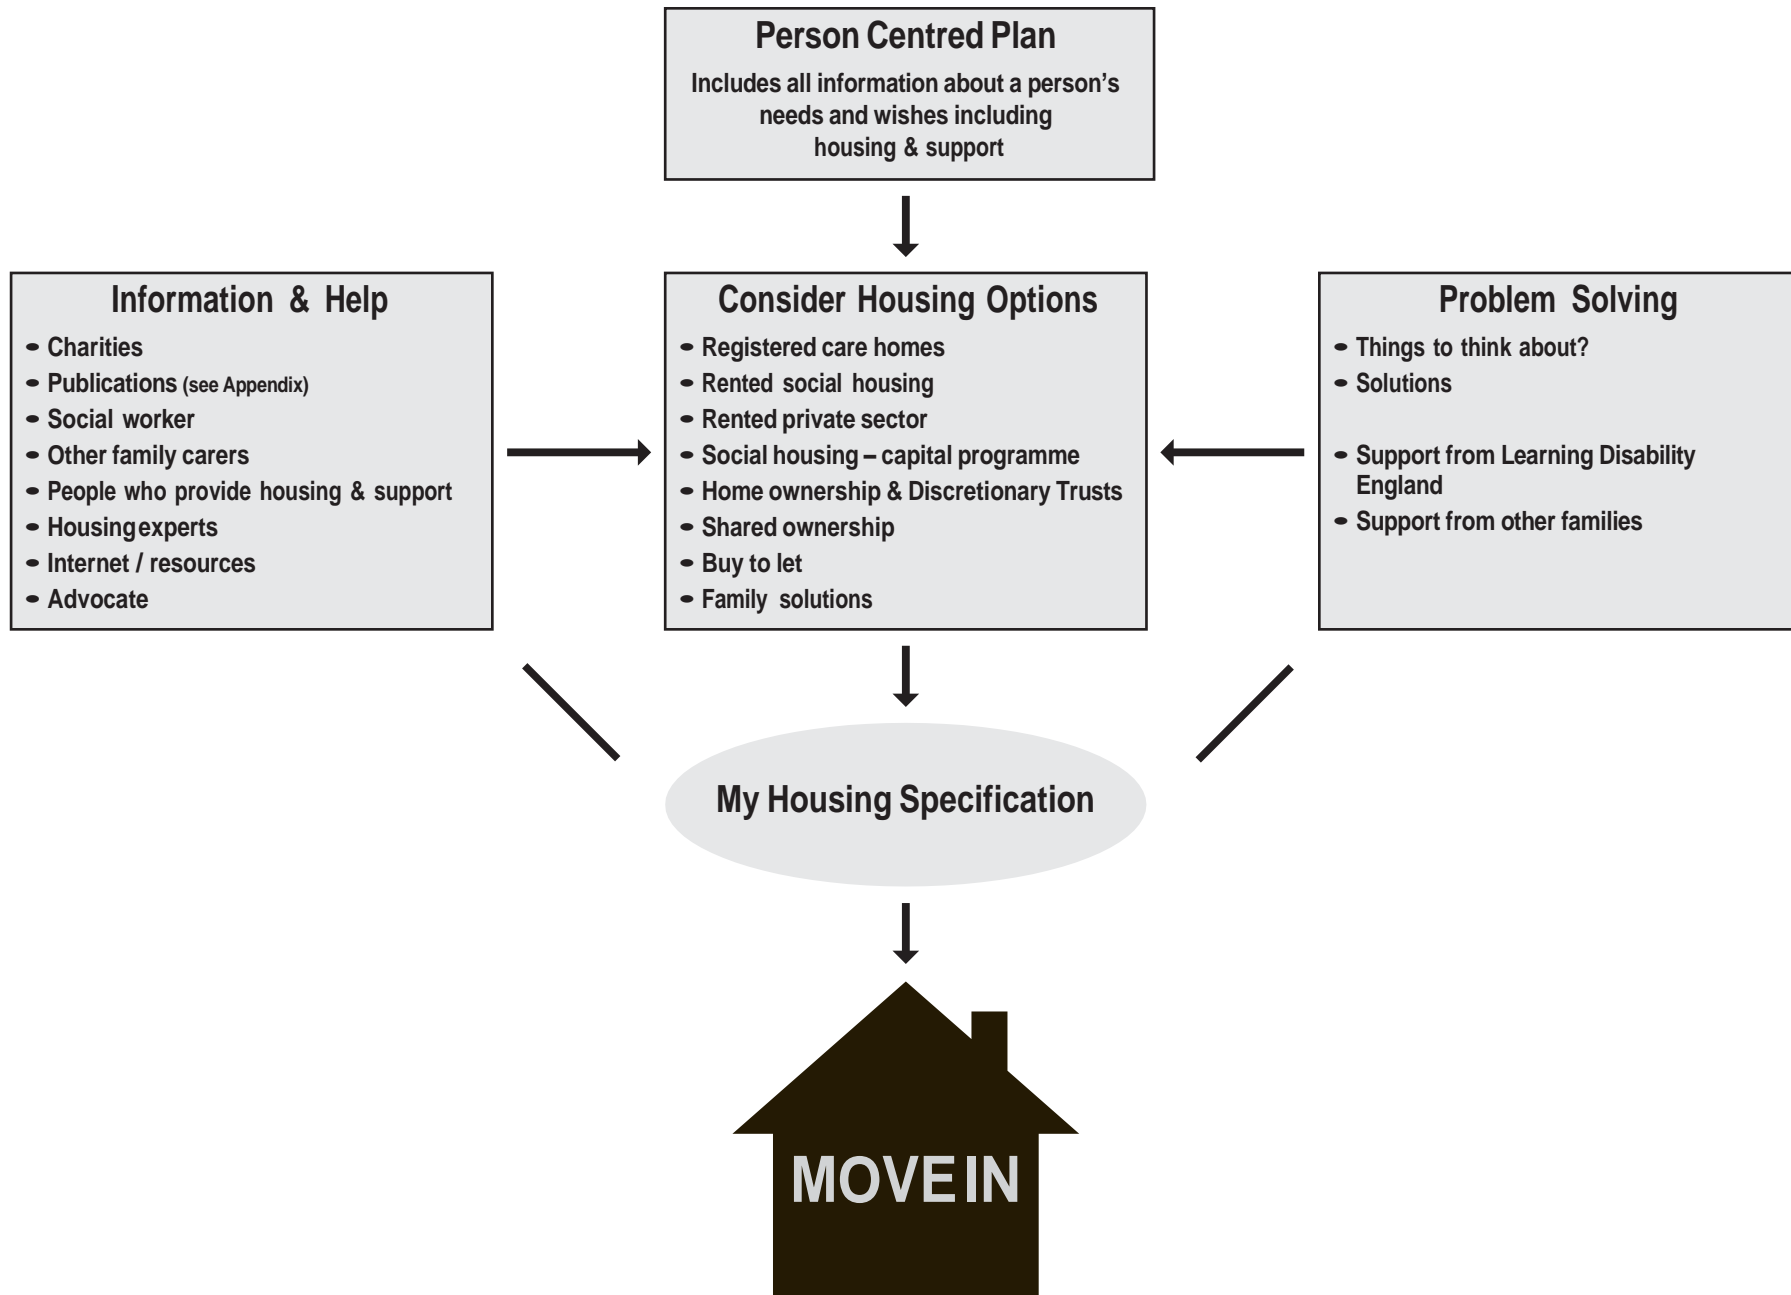 Person Centred Plan
Includes all information about a person's
needs and wishes including
housing & support
Information & Help
• Charities
• Publications (see Appendix)
• Social worker
• Other family carers
• People who provide housing & support
• Housingexperts
• Internet / resources
• Advocate
Consider Housing Options
• Registered care homes
• Rented social housing
• Rented private sector
• Social housing – capital programme
• Home ownership & Discretionary Trusts
• Shared ownership
• Buy to let
• Family solutions
Problem Solving
• Things to think about?
• Solutions
• Support from Learning Disability
England
• Support from other families
My Housing Specification
MOVE IN